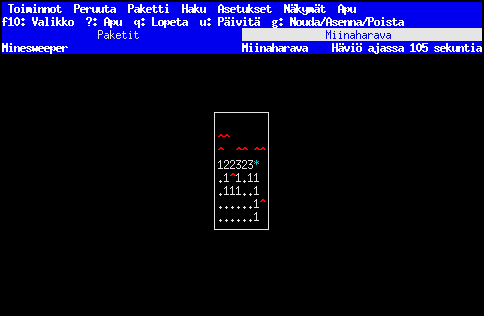 Toiminnot Peruuta Paketti Haku Asetukset Näkymät Apu
f10: Valikko ?: Apu q: Lopeta u: Päivitä g: Nouda/Asenna/Poista
Paketit Miinaharava
Minesweeper Miinaharava Häviö ajassa 105 sekuntia
^^
^  ^^ ^^
122323*
.1^1.11
.111..1
......1^
......1